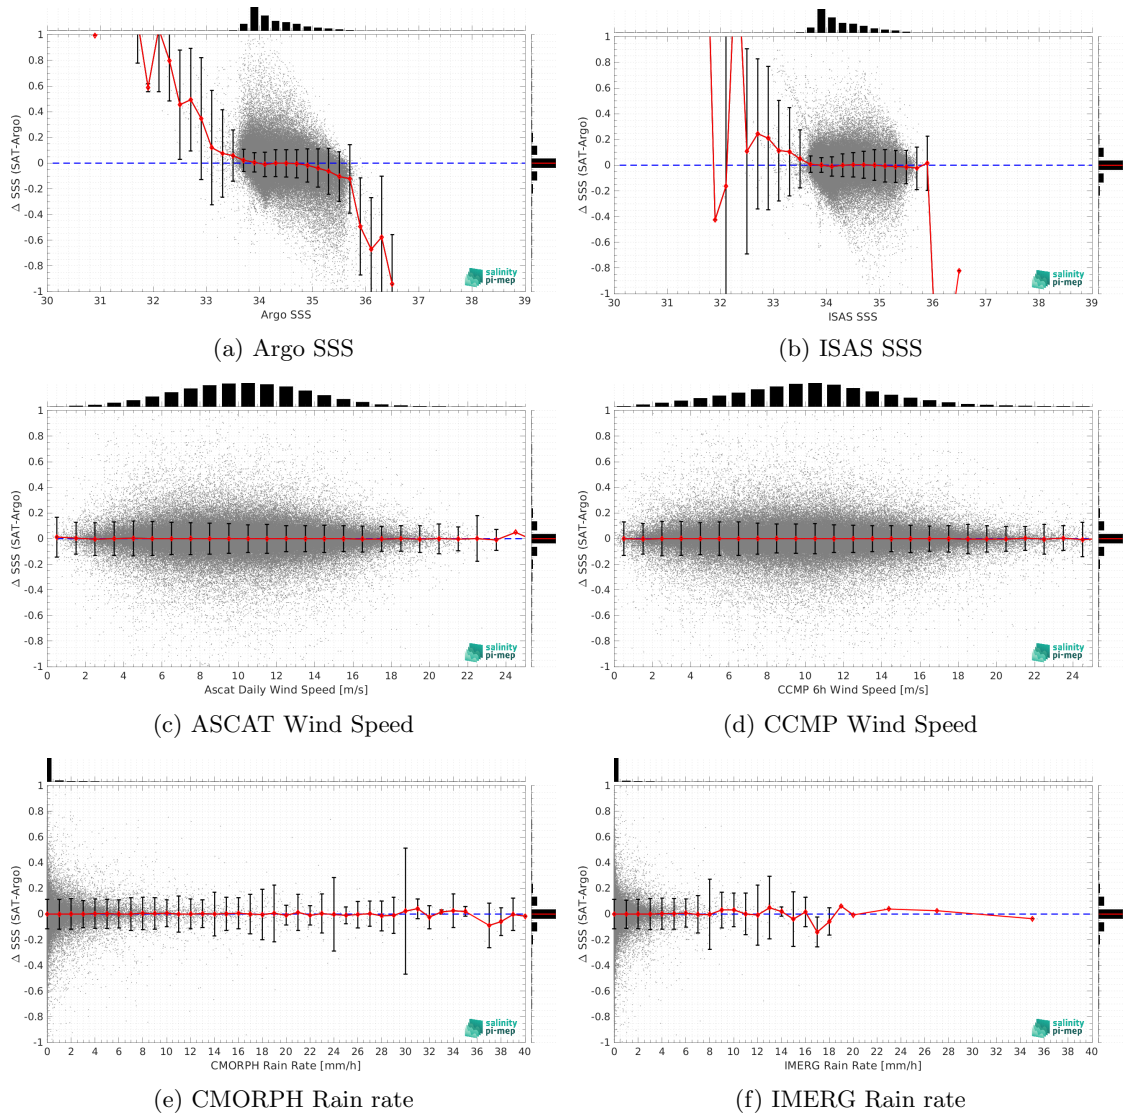 1
0.8
0.6
0.4
0.2
0
-0.2
-0.4
-0.6
-0.8
-1
Δ SSS (SAT-Argo)
30 31 32 33 34 35 36 37 38 39
Argo SSS
salinity
pi-mep
(a) Argo SSS
1
0.8
0.6
0.4
0.2
0
-0.2
-0.4
-0.6
-0.8
-1
Δ SSS (SAT-Argo)
30 31 32 33 34 35 36 37 38 39
ISAS SSS
salinity
pi-mep
(b) ISAS SSS
1
0.8
0.6
0.4
0.2
0
-0.2
-0.4
-0.6
-0.8
-1
Δ SSS (SAT-Argo)
0 2 4 6 8 10 12 14 16 18 20 22 24
Ascat Daily Wind Speed [m/s]
salinity
pi-mep
(c) ASCAT Wind Speed
1
0.8
0.6
0.4
0.2
0
-0.2
-0.4
-0.6
-0.8
-1
Δ SSS (SAT-Argo)
0 2 4 6 8 10 12 14 16 18 20 22 24
CCMP 6h Wind Speed [m/s]
salinity
pi-mep
(d) CCMP Wind Speed
1
0.8
0.6
0.4
0.2
0
-0.2
-0.4
-0.6
-0.8
-1
Δ SSS (SAT-Argo)
0 2 4 6 8 10 12 14 16 18 20 22 24 26 28 30 32 34 36 38 40
CMORPH Rain Rate [mm/h]
salinity
pi-mep
(e) CMORPH Rain rate
1
0.8
0.6
0.4
0.2
0
-0.2
-0.4
-0.6
-0.8
-1
Δ SSS (SAT-Argo)
0 2 4 6 8 10 12 14 16 18 20 22 24 26 28 30 32 34 36 38 40
IMERG Rain Rate [mm/h]
salinity
pi-mep
(f) IMERG Rain rate